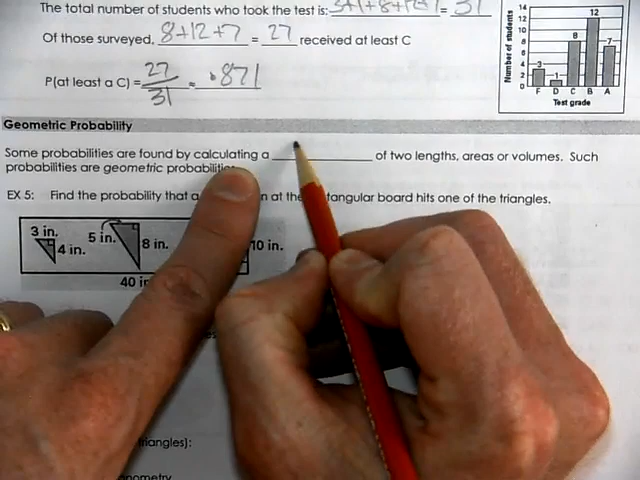 The total number of students who took the test is: 3+1+8+12+7 = 31
Of those surveyed, 8+12+7 = 27 received at least C
P(at least a C) = 27/31 = .871
Number of students
14
12
10
8
6
4
2
0
3 1 8 12 7
F D C B A
Test grade
Geometric Probability
Some probabilities are found by calculating a __________ of two lengths, areas or volumes. Such
probabilities are geometric
EX 5: Find the probability that a at the board hits one of the triangles.
3 in.
4 in.
5 in.
8 in.
10 in.
40 in